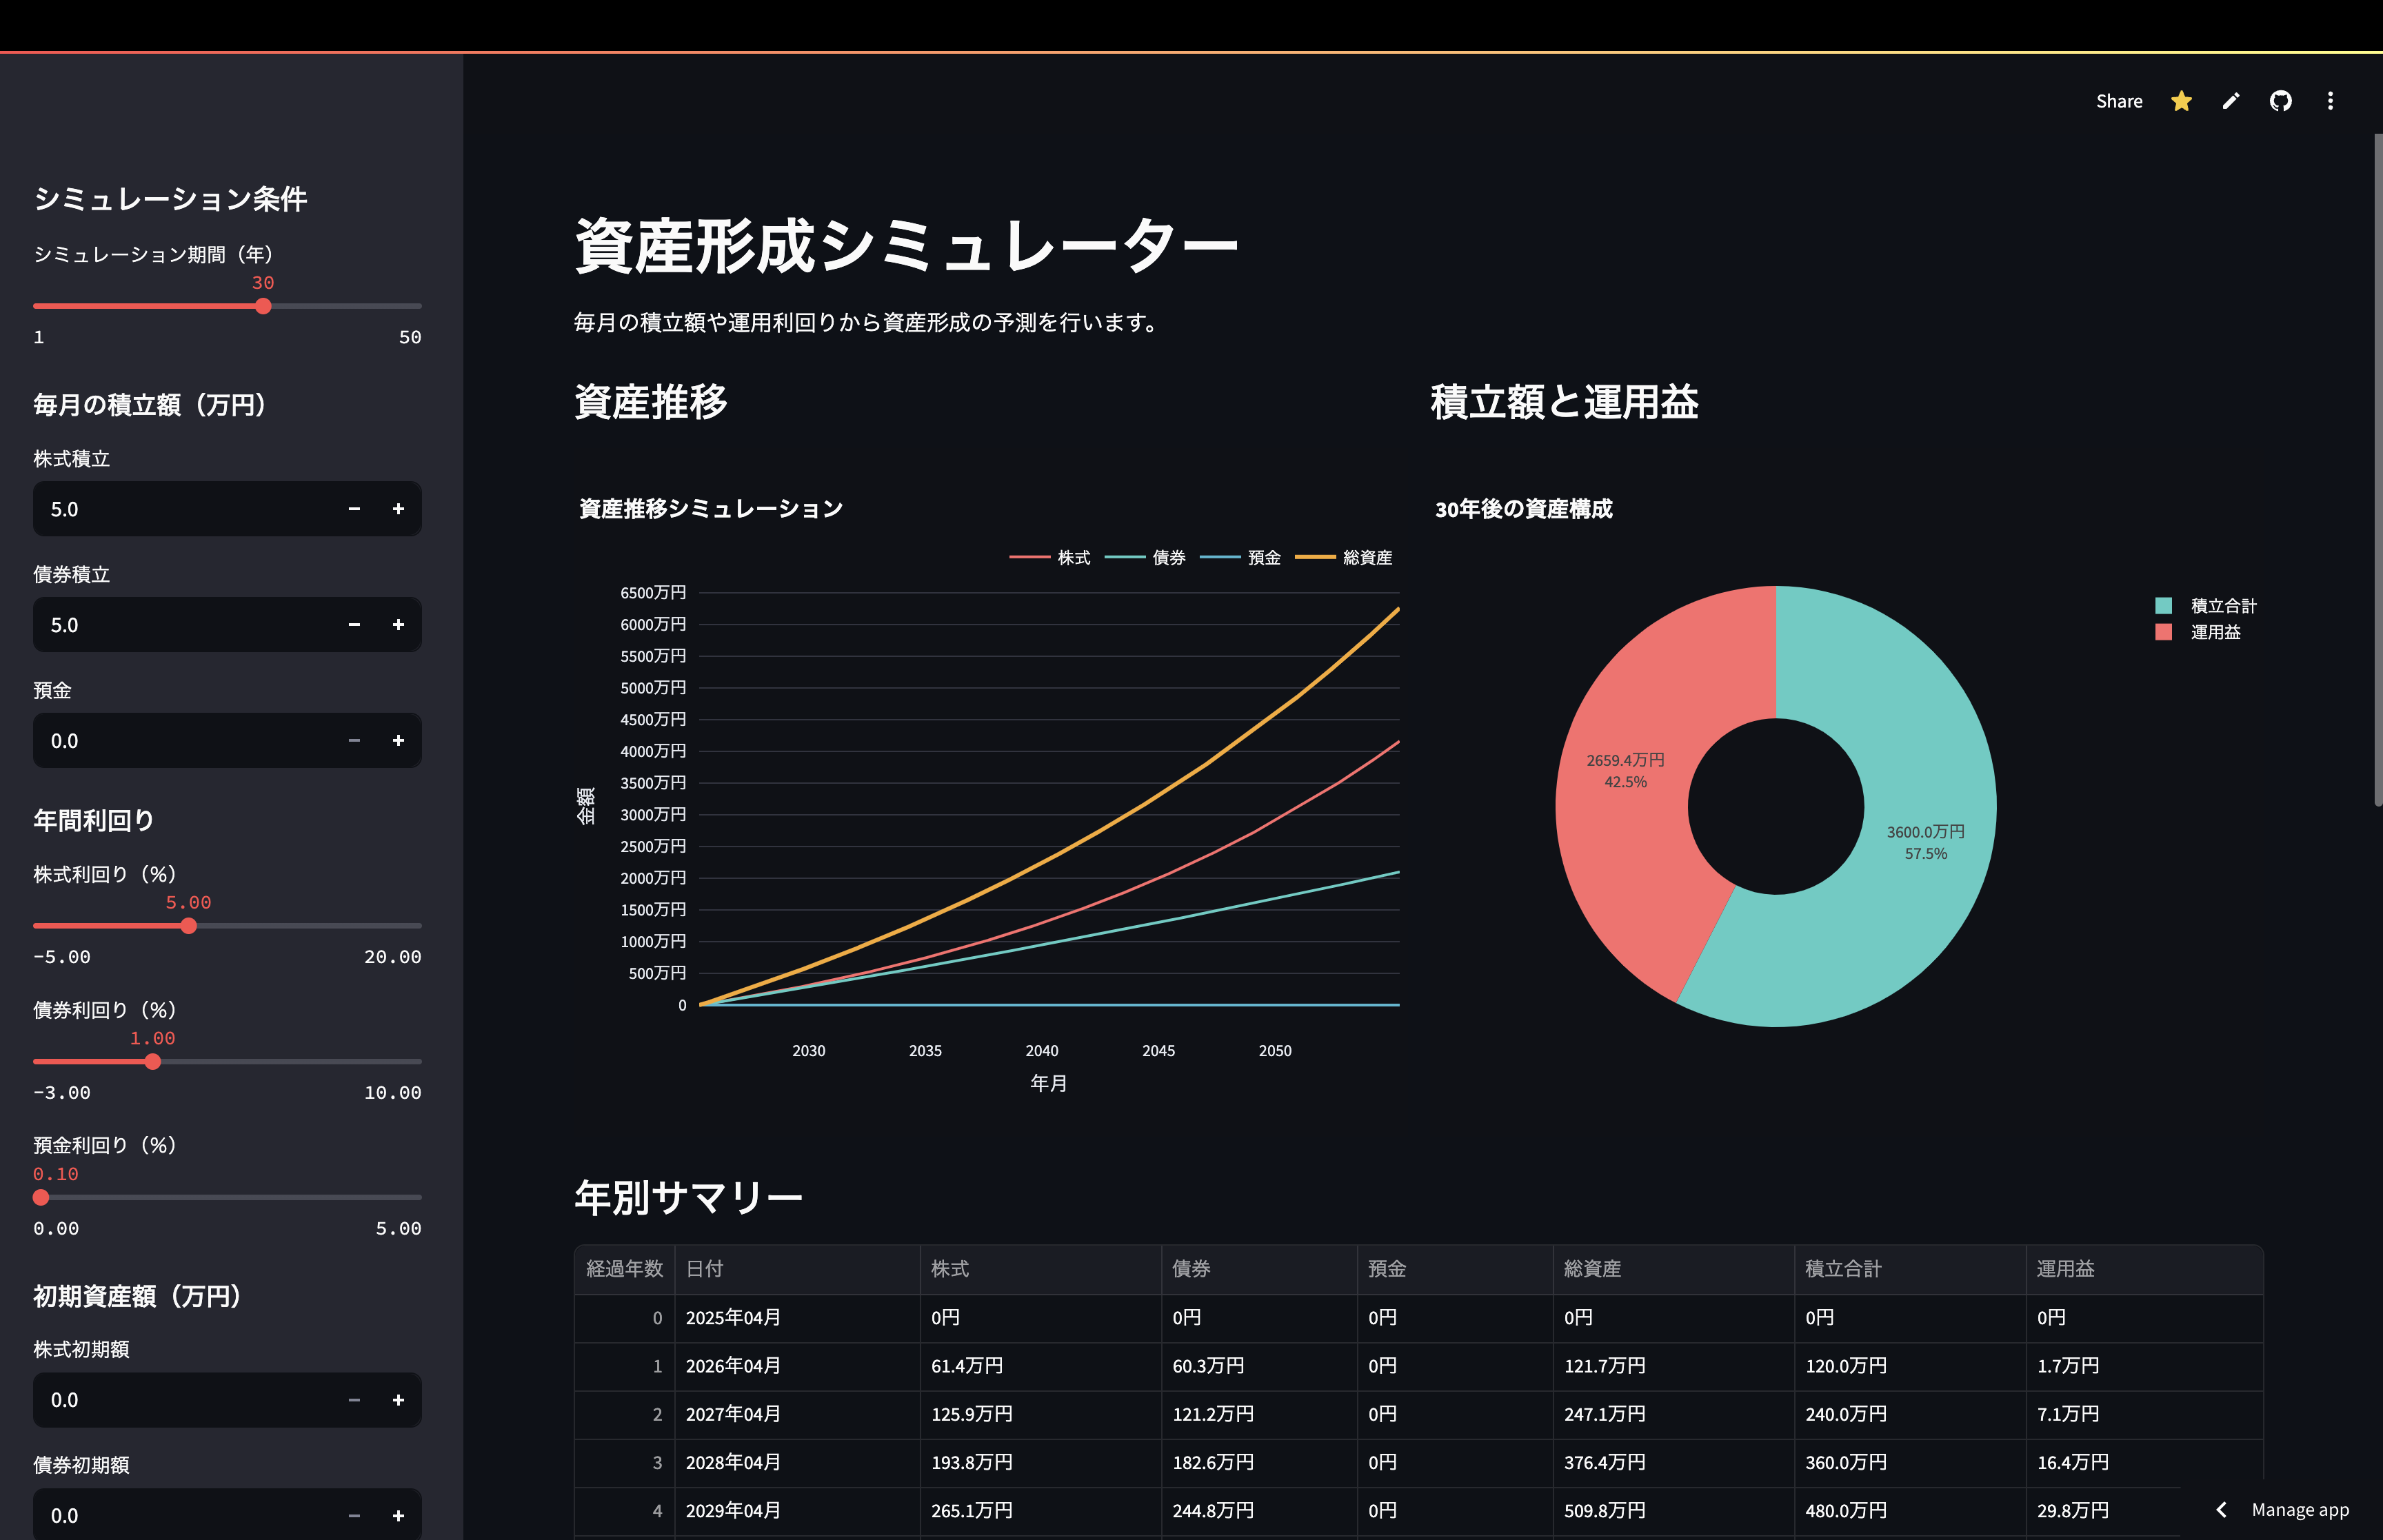 Share
シミュレーション条件
シミュレーション期間（年）
30
1 50
毎月の積立額（万円）
株式積立
5.0 − +
債券積立
5.0 − +
預金
0.0 − +
年間利回り
株式利回り（%）
5.00
−5.00 20.00
債券利回り（%）
1.00
−3.00 10.00
預金利回り（%）
0.10
0.00 5.00
初期資産額（万円）
株式初期額
0.0 − +
債券初期額
0.0 − +
資産形成シミュレーター
毎月の積立額や運用利回りから資産形成の予測を行います。
資産推移
資産推移シミュレーション
株式 債券 預金 総資産
6500万円
6000万円
5500万円
5000万円
4500万円
4000万円
3500万円
3000万円
2500万円
2000万円
1500万円
1000万円
500万円
0
金額
2030 2035 2040 2045 2050
年月
積立額と運用益
30年後の資産構成
積立合計
運用益
2659.4万円
42.5%
3600.0万円
57.5%
年別サマリー
経過年数 日付 株式 債券 預金 総資産 積立合計 運用益
0 2025年04月 0円 0円 0円 0円 0円 0円
1 2026年04月 61.4万円 60.3万円 0円 121.7万円 120.0万円 1.7万円
2 2027年04月 125.9万円 121.2万円 0円 247.1万円 240.0万円 7.1万円
3 2028年04月 193.8万円 182.6万円 0円 376.4万円 360.0万円 16.4万円
4 2029年04月 265.1万円 244.8万円 0円 509.8万円 480.0万円 29.8万円
Manage app